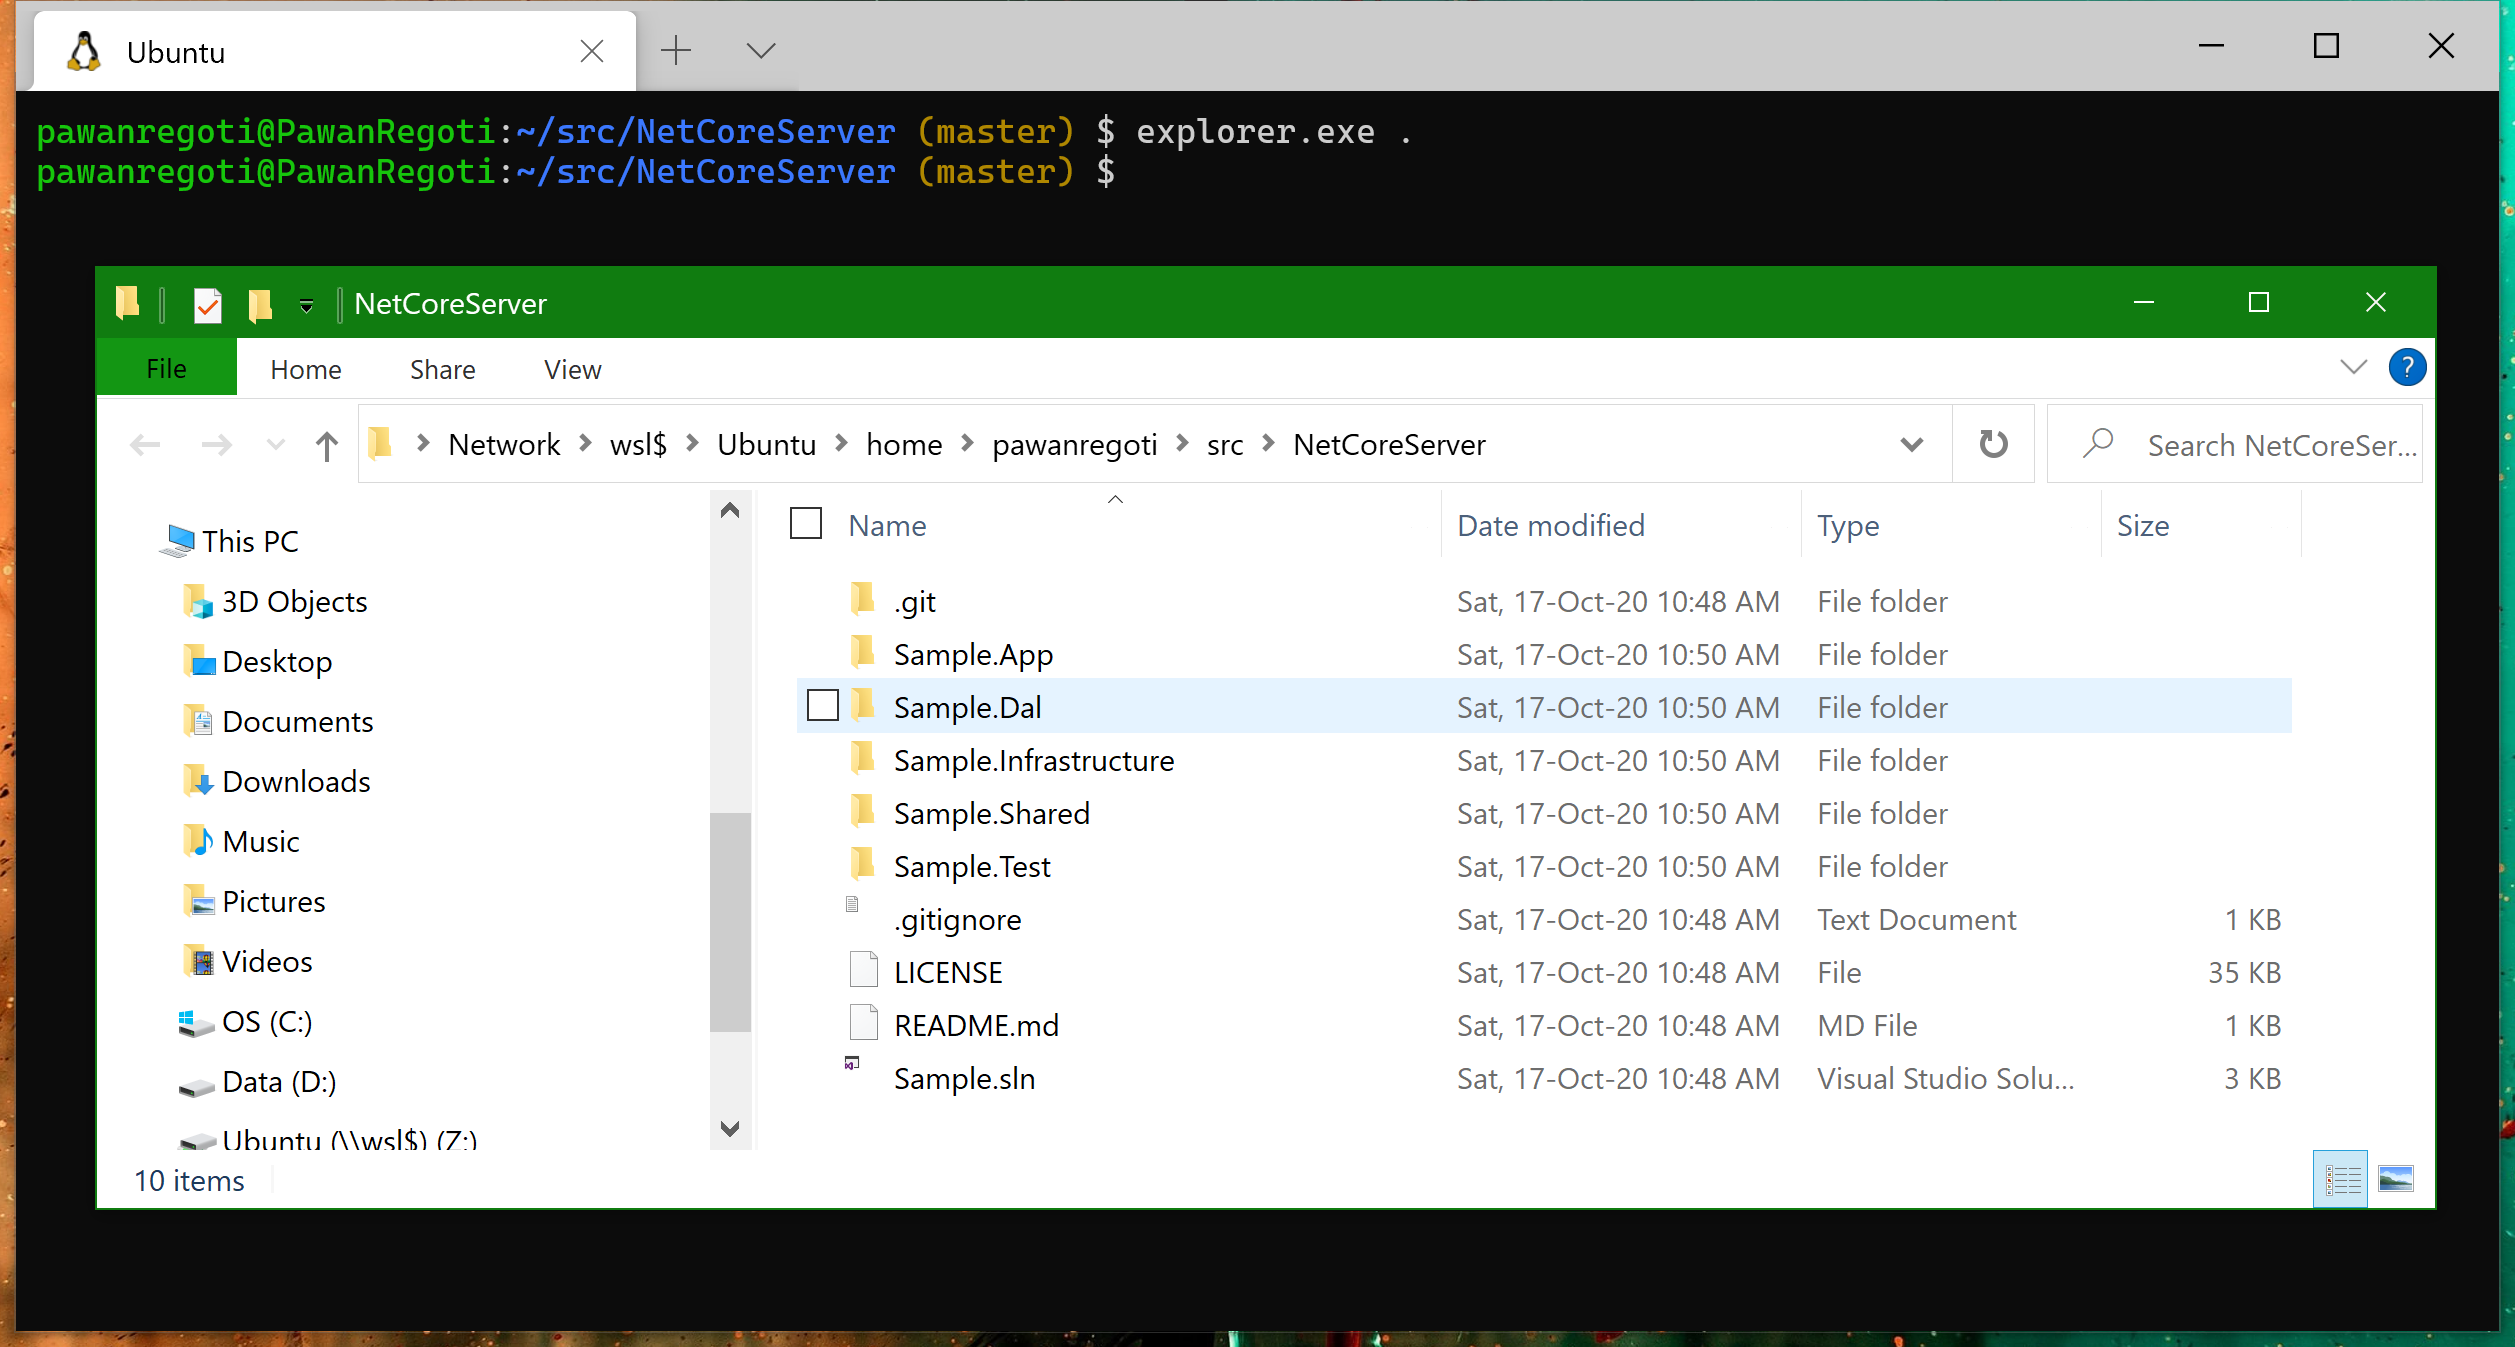 Ubuntu
pawanregoti@PawanRegoti:~/src/NetCoreServer (master) $ explorer.exe .
pawanregoti@PawanRegoti:~/src/NetCoreServer (master) $
NetCoreServer
File Home Share View ?
Network > wsl$ > Ubuntu > home > pawanregoti > src > NetCoreServer
Search NetCoreSer...
This PC
3D Objects
Desktop
Documents
Downloads
Music
Pictures
Videos
OS (C:)
Data (D:)
Ubuntu (\\wsl$) (Z:)
Name Date modified Type Size
.git Sat, 17-Oct-20 10:48 AM File folder
Sample.App Sat, 17-Oct-20 10:50 AM File folder
Sample.Dal Sat, 17-Oct-20 10:50 AM File folder
Sample.Infrastructure Sat, 17-Oct-20 10:50 AM File folder
Sample.Shared Sat, 17-Oct-20 10:50 AM File folder
Sample.Test Sat, 17-Oct-20 10:50 AM File folder
.gitignore Sat, 17-Oct-20 10:48 AM Text Document 1 KB
LICENSE Sat, 17-Oct-20 10:48 AM File 35 KB
README.md Sat, 17-Oct-20 10:48 AM MD File 1 KB
Sample.sln Sat, 17-Oct-20 10:48 AM Visual Studio Solu... 3 KB
10 items